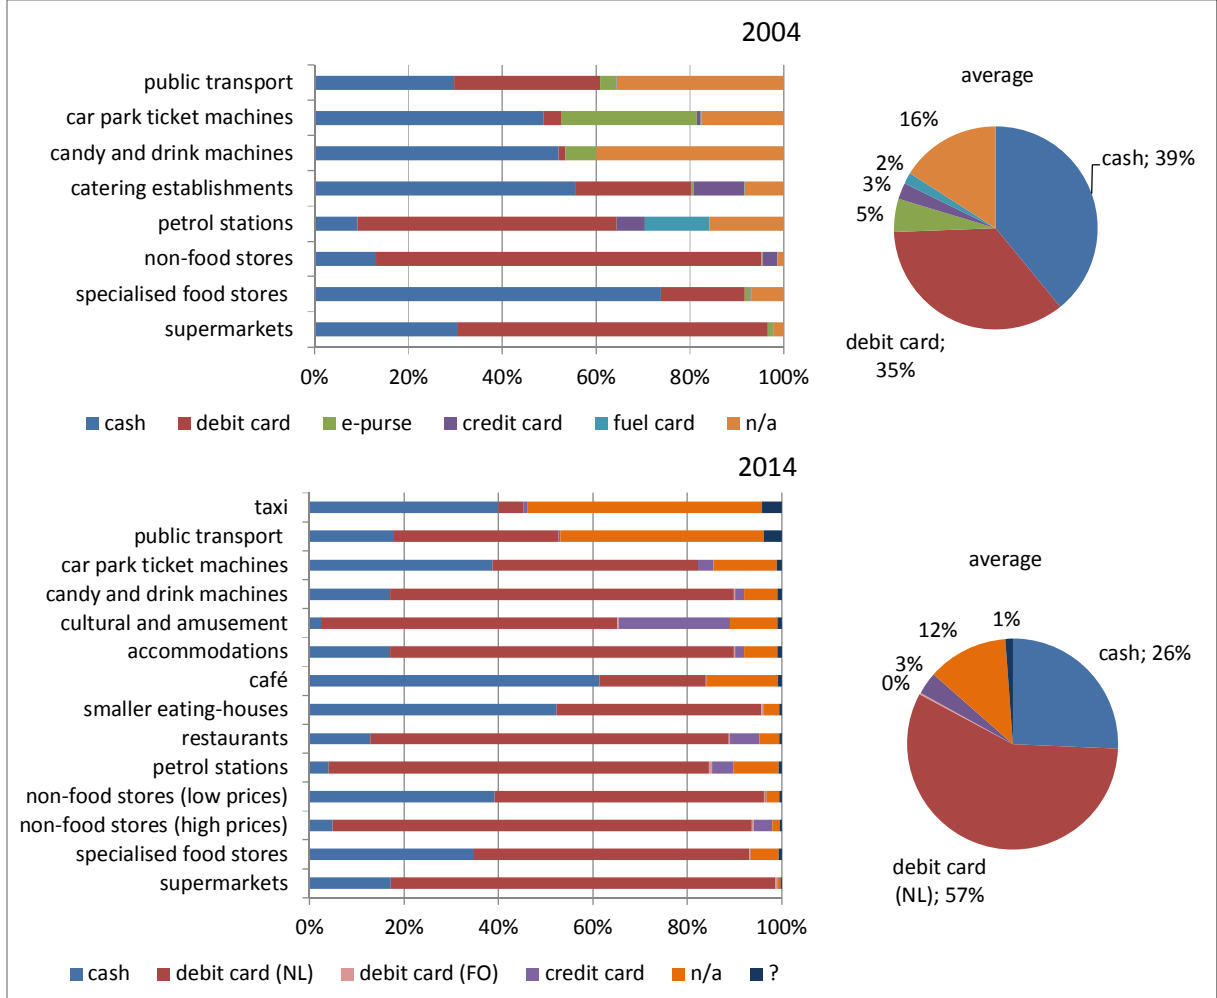 2004
public transport
car park ticket machines
candy and drink machines
catering establishments
petrol stations
non-food stores
specialised food stores
supermarkets
0% 20% 40% 60% 80% 100%
cash debit card e-purse credit card fuel card n/a
average
16%
cash; 39%
2%
3%
5%
debit card;
35%
2014
taxi
public transport
car park ticket machines
candy and drink machines
cultural and amusement
accommodations
café
smaller eating-houses
restaurants
petrol stations
non-food stores (low prices)
non-food stores (high prices)
specialised food stores
supermarkets
0% 20% 40% 60% 80% 100%
cash debit card (NL) debit card (FO) credit card n/a ?
average
1%
12%
cash; 26%
3%
0%
debit card
(NL); 57%